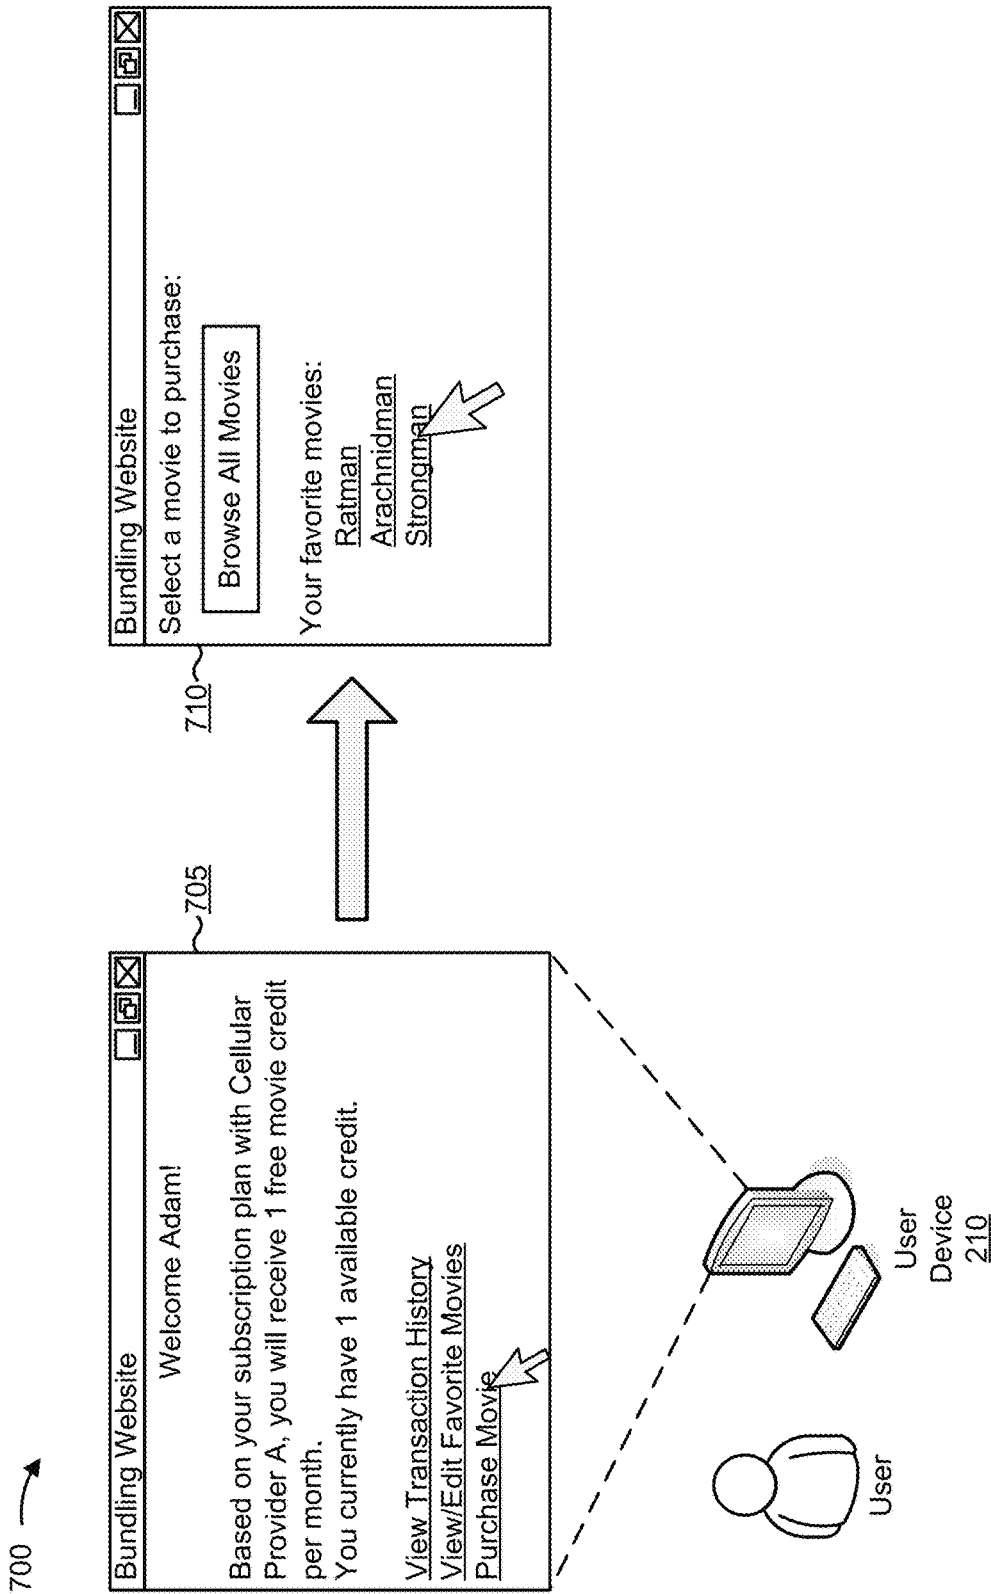 700
Bundling Website
Welcome Adam!
Based on your subscription plan with Cellular
Provider A, you will receive 1 free movie credit
per month.
You currently have 1 available credit.
View Transaction History
View/Edit Favorite Movies
Purchase Movie
705
710
Bundling Website
Select a movie to purchase:
Browse All Movies
Your favorite movies:
Ratman
Arachnidman
Strongman
User
User
Device
210